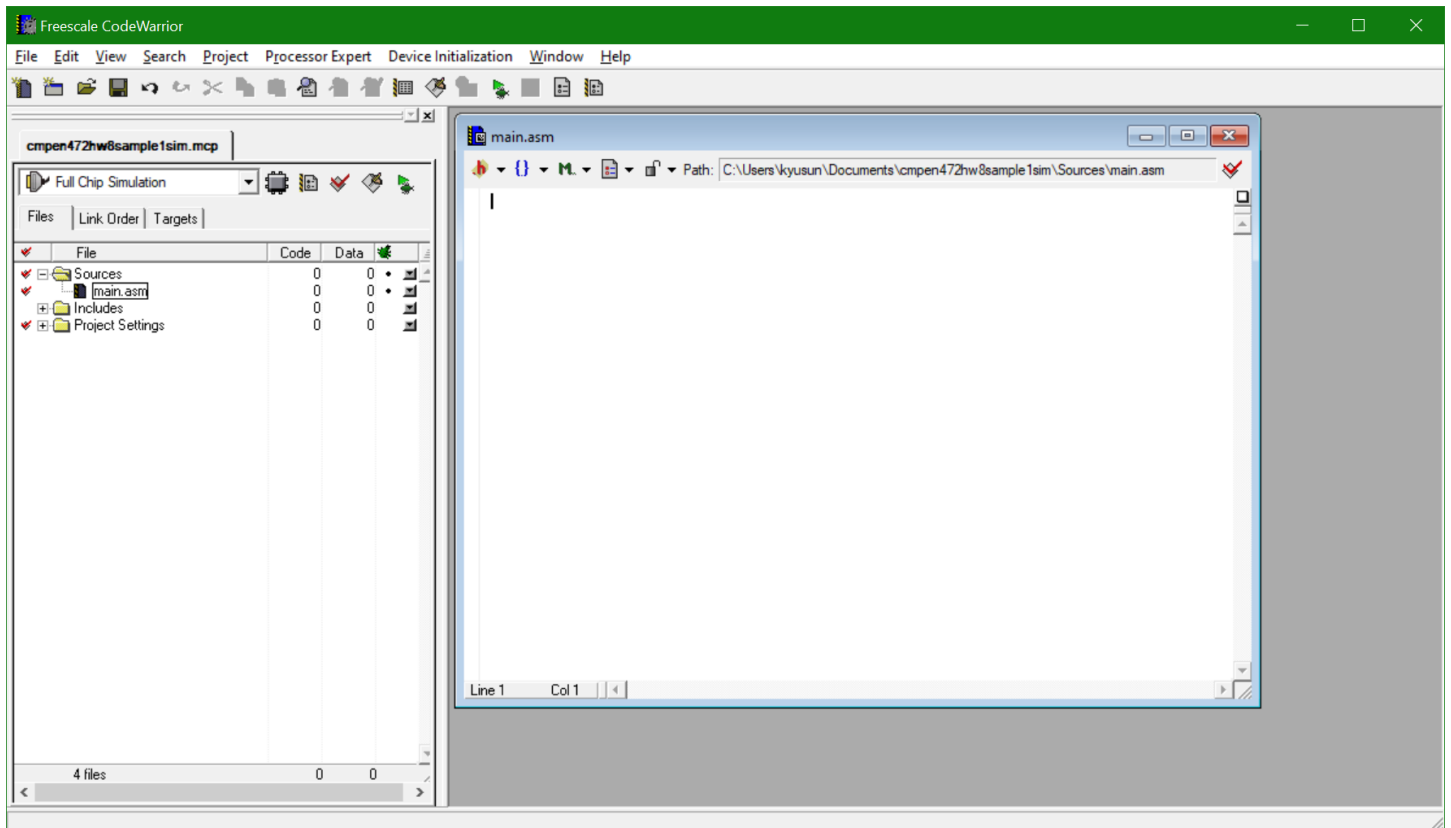 Freescale CodeWarrior
File Edit View Search Project Processor Expert Device Initialization Window Help
cmpen472hw8sample1sim.mcp
Full Chip Simulation
Files Link Order Targets
File Code Data
Sources 0 0
main.asm 0 0
Includes 0 0
Project Settings 0 0
4 files 0 0
main.asm
{} M. Path: C:\Users\kyusun\Documents\cmpen472hw8sample1sim\Sources\main.asm
Line 1 Col 1